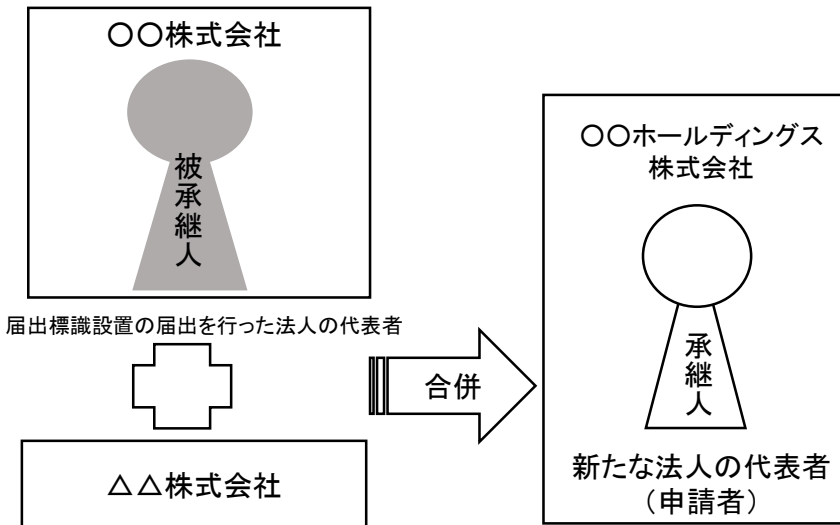 〇〇株式会社
被承継人
届出標識設置の届出を行った法人の代表者
△△株式会社
合併
〇〇ホールディングス
株式会社
承継人
新たな法人の代表者
（申請者）